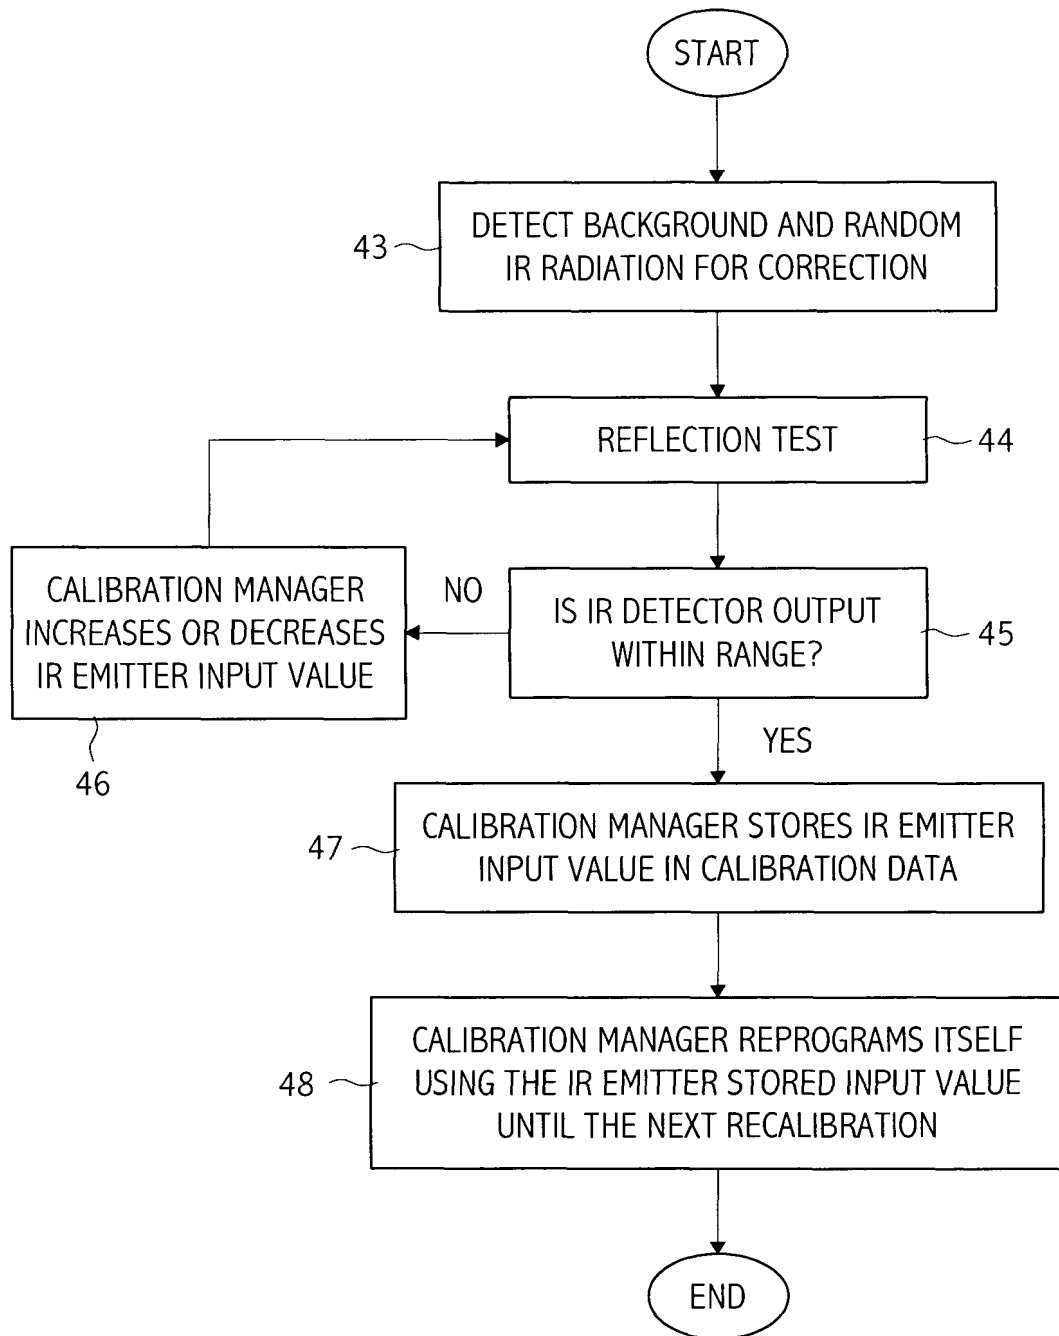 START
43
DETECT BACKGROUND AND RANDOM
IR RADIATION FOR CORRECTION
REFLECTION TEST
44
CALIBRATION MANAGER
INCREASES OR DECREASES
IR EMITTER INPUT VALUE
46
NO
IS IR DETECTOR OUTPUT
WITHIN RANGE?
45
YES
47
CALIBRATION MANAGER STORES IR EMITTER
INPUT VALUE IN CALIBRATION DATA
48
CALIBRATION MANAGER REPROGRAMS ITSELF
USING THE IR EMITTER STORED INPUT VALUE
UNTIL THE NEXT RECALIBRATION
END